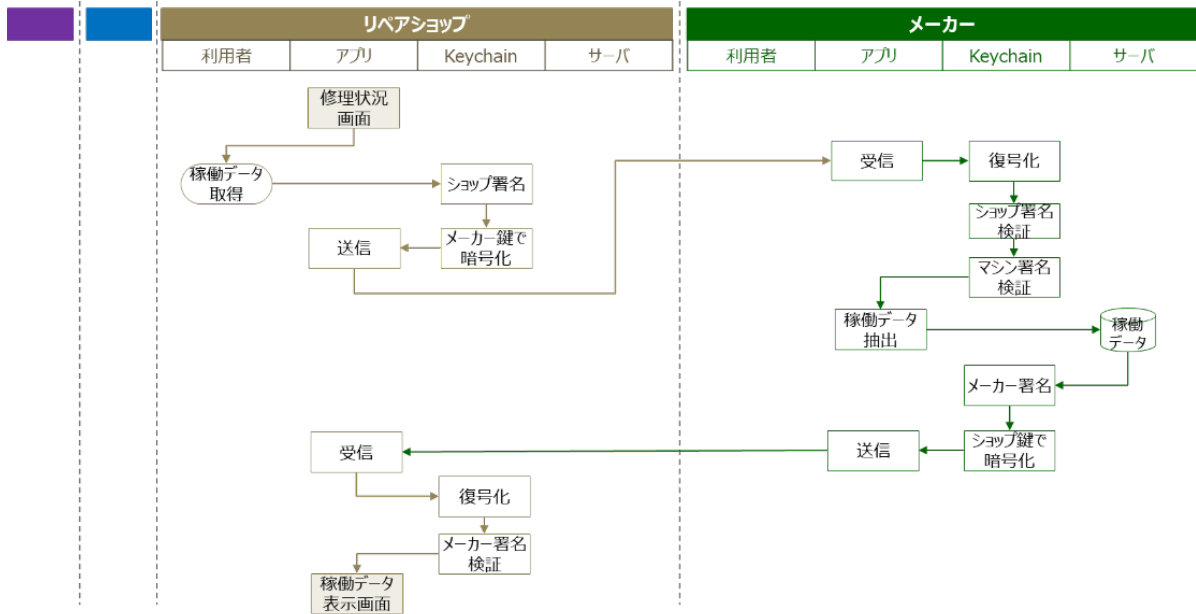 リペアショップ
メーカー
利用者
アプリ
Keychain
サーバ
利用者
アプリ
Keychain
サーバ
修理状況
画面
稼働データ
取得
ショップ署名
メーカー鍵で
暗号化
送信
受信
復号化
ショップ署名
検証
マシン署名
検証
稼働データ
抽出
稼働
データ
メーカー署名
ショップ鍵で
暗号化
送信
受信
復号化
メーカー署名
検証
稼働データ
表示画面